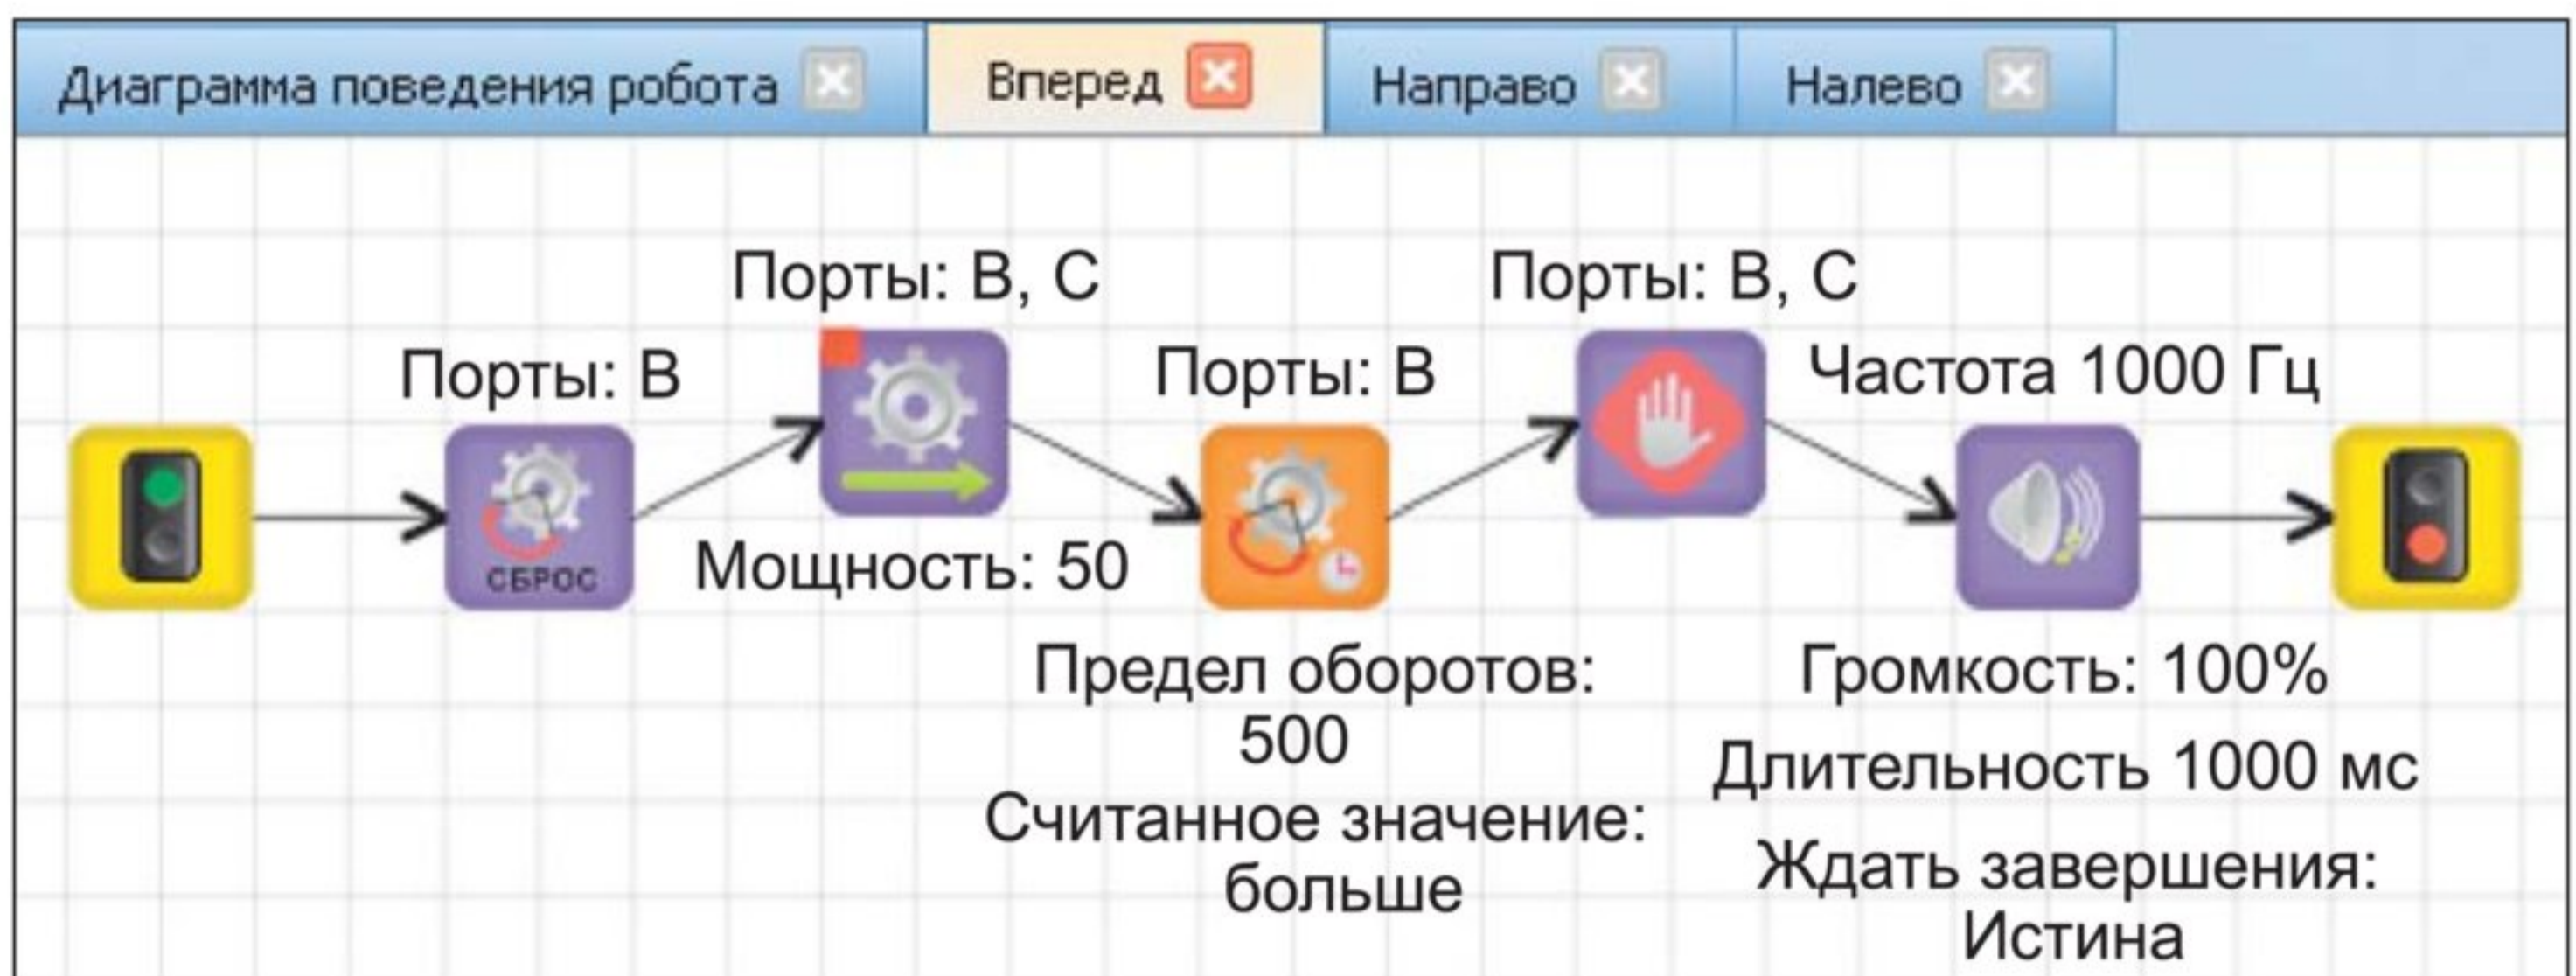 Диаграмма поведения робота
Вперед
Направо
Налево
Порты: В
СБРОС
Порты: В, С
Мощность: 50
Порты: В
Предел оборотов:
500
Считанное значение:
больше
Порты: В, С
Частота 1000 Гц
Громкость: 100%
Длительность 1000 мс
Ждать завершения:
Истина